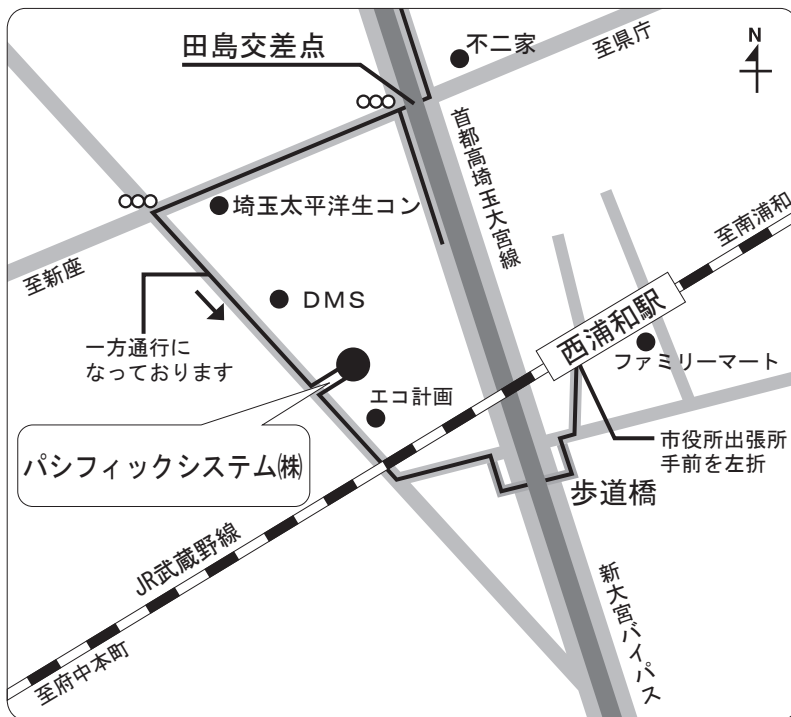 田島交差点
不二家
至県庁
N
首都高埼玉大宮線
埼玉太平洋生コン
至南浦和
至新座
DMS
西浦和駅
一方通行に
なっております
ファミリーマート
エコ計画
市役所出張所
手前を左折
パシフィックシステム㈱
歩道橋
JR武蔵野線
新大宮バイパス
至府中本町